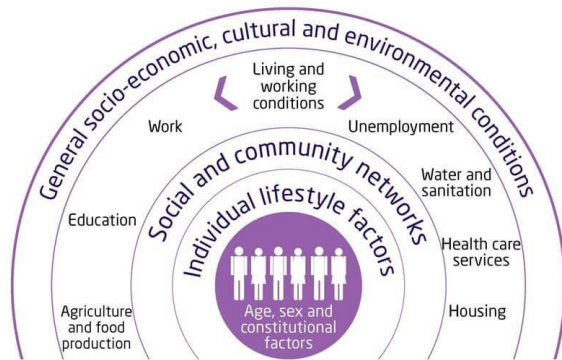 General socio-economic, cultural and environmental conditions
Living and
working
conditions
Work
Unemployment
Social and community networks
Water and
sanitation
Individual lifestyle factors
Education
Health care
services
Agriculture
and food
production
Age, sex and
constitutional
factors
Housing